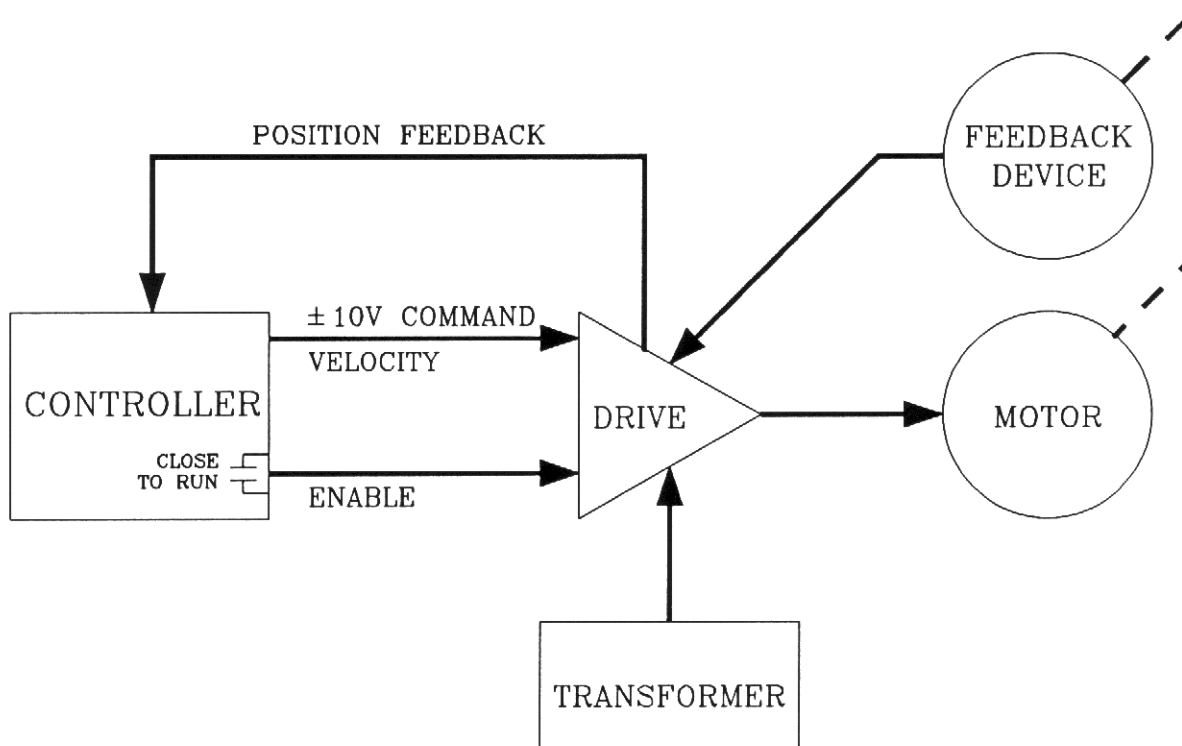 POSITION FEEDBACK
FEEDBACK
DEVICE
± 10V COMMAND
VELOCITY
CONTROLLER
CLOSE
TO RUN
ENABLE
DRIVE
MOTOR
TRANSFORMER